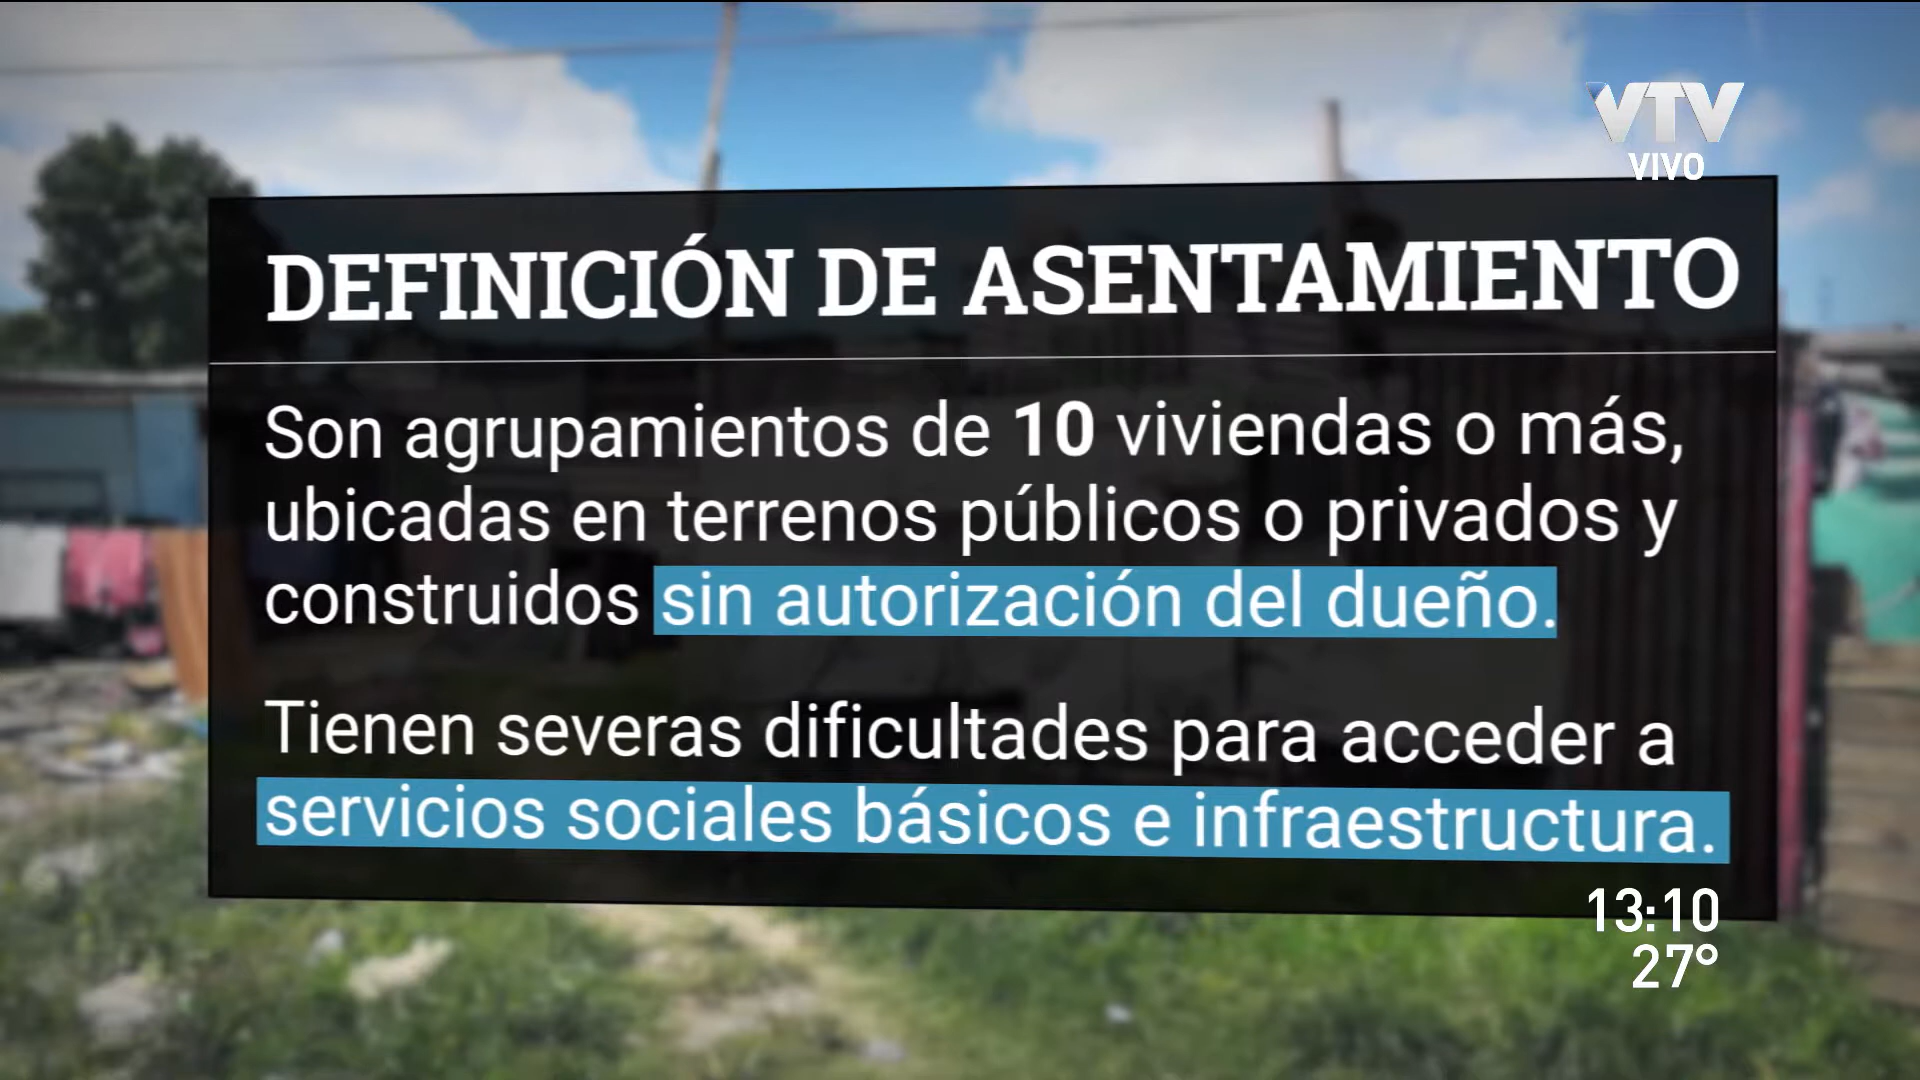 VTV
VIVO
DEFINICIÓN DE ASENTAMIENTO
Son agrupamientos de 10 viviendas o más,
ubicadas en terrenos públicos o privados y
construidos sin autorización del dueño.
Tienen severas dificultades para acceder a
servicios sociales básicos e infraestructura.
13:10
27°